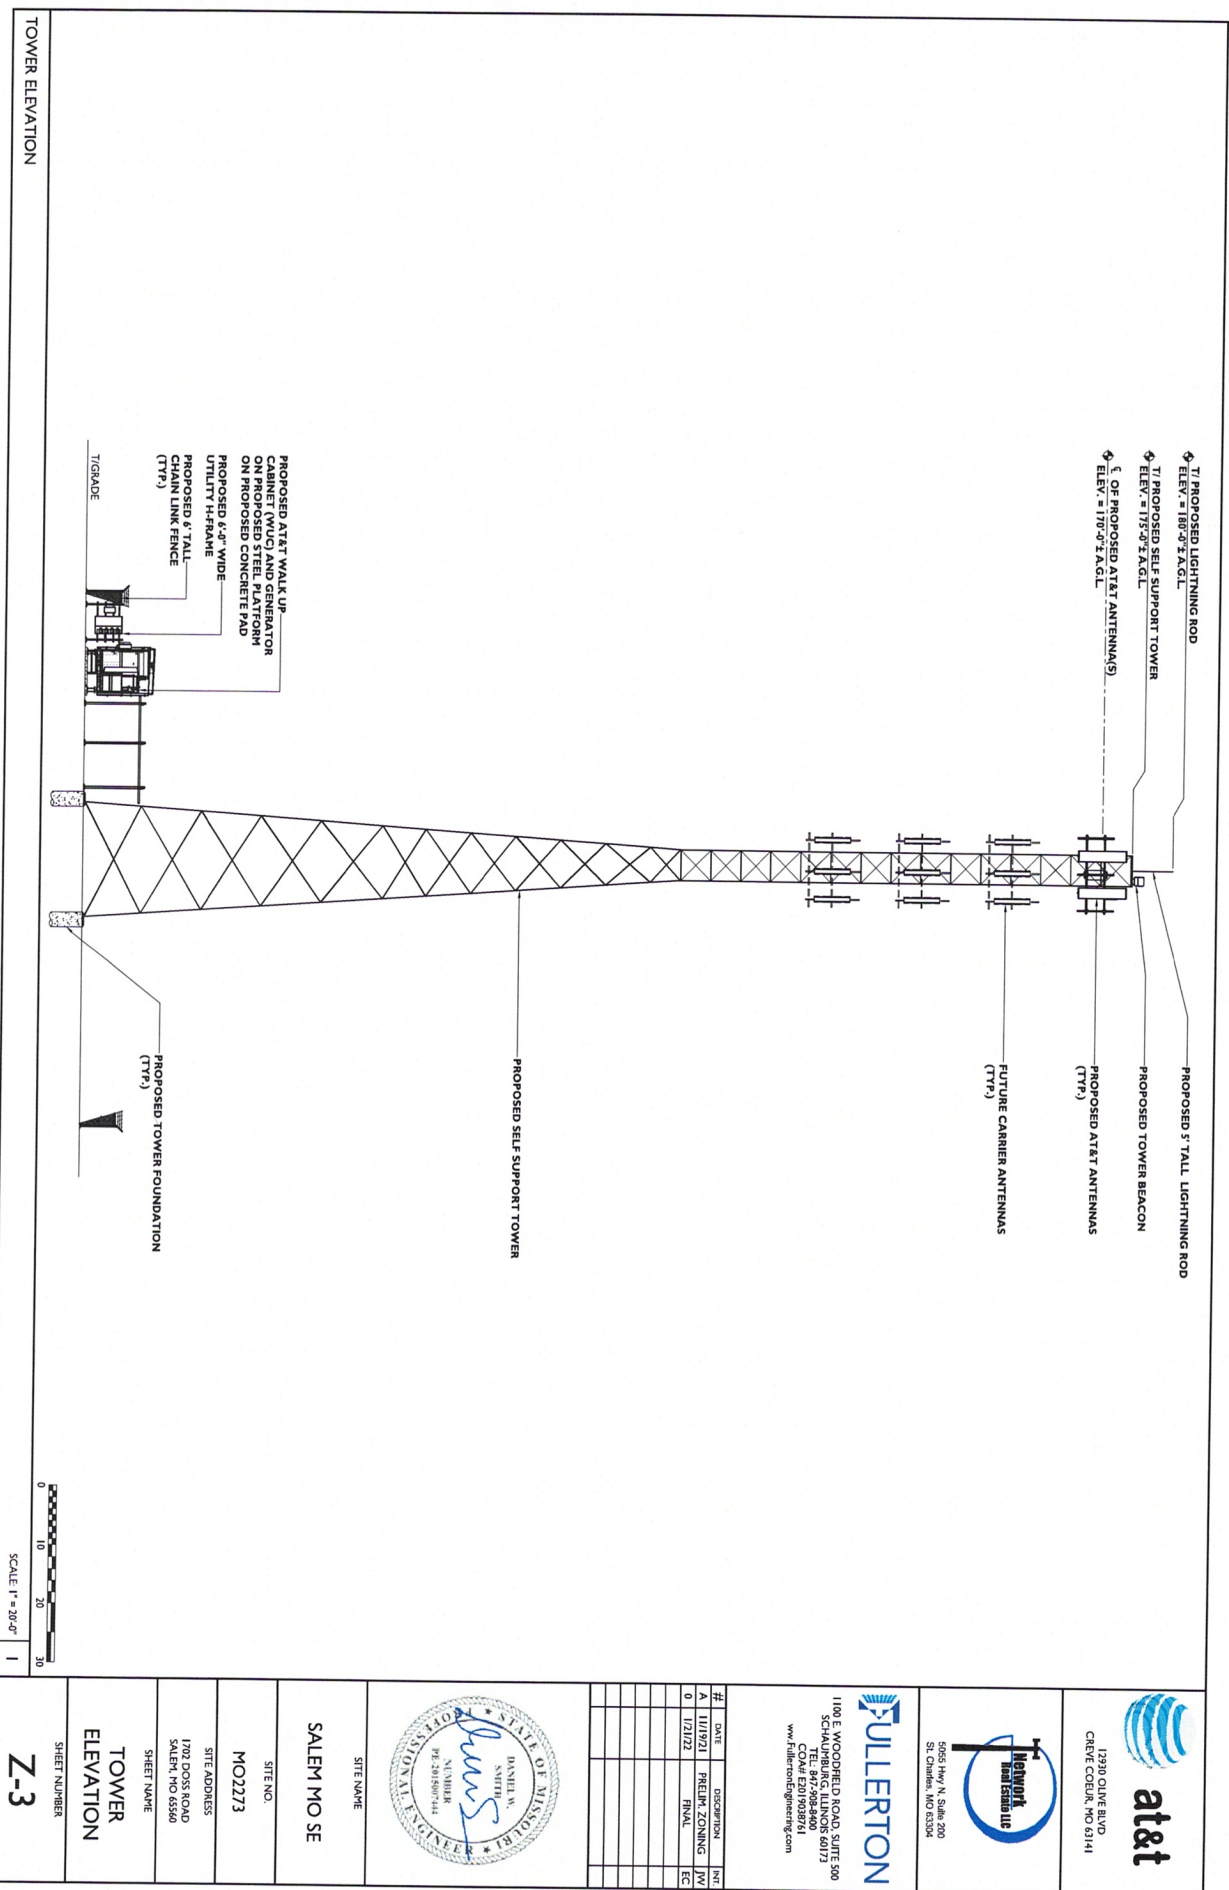 T/ PROPOSED LIGHTNING ROD
ELEV. = 180'-0"± A.G.L.
T/ PROPOSED SELF SUPPORT TOWER
ELEV. = 175'-0"± A.G.L.
℄ OF PROPOSED AT&T ANTENNA(S)
ELEV. = 170'-0"± A.G.L.
PROPOSED 5' TALL LIGHTNING ROD
PROPOSED TOWER BEACON
PROPOSED AT&T ANTENNAS
(TYP.)
FUTURE CARRIER ANTENNAS
(TYP.)
PROPOSED SELF SUPPORT TOWER
PROPOSED AT&T WALK UP
CABINET (WUC) AND GENERATOR
ON PROPOSED STEEL PLATFORM
ON PROPOSED CONCRETE PAD
PROPOSED 6'-0" WIDE
UTILITY H-FRAME
PROPOSED 6' TALL
CHAIN LINK FENCE
(TYP.)
T/GRADE
PROPOSED TOWER FOUNDATION
(TYP.)
0 10 20 30
TOWER ELEVATION
SCALE: 1" = 20'-0"
1
at&t
12930 OLIVE BLVD
CREVE COEUR, MO 63141
Network
Real Estate LLC
5055 Hwy N, Suite 200
St. Charles, MO 63304
FULLERTON
1100 E. WOODFIELD ROAD, SUITE 500
SCHAUMBURG, ILLINOIS 60173
TEL: 847-908-8400
COA# E2019038761
www.FullertonEngineering.com
# DATE DESCRIPTION INT.
A 11/19/21 PRELIM. ZONING JW
0 1/21/22 FINAL EC
STATE OF MISSOURI
DANIEL W.
SMITH
NUMBER
PE-2015007444
PROFESSIONAL ENGINEER
SITE NAME
SALEM MO SE
SITE NO.
MO2273
SITE ADDRESS
1702 DOSS ROAD
SALEM, MO 65560
SHEET NAME
TOWER
ELEVATION
SHEET NUMBER
Z-3